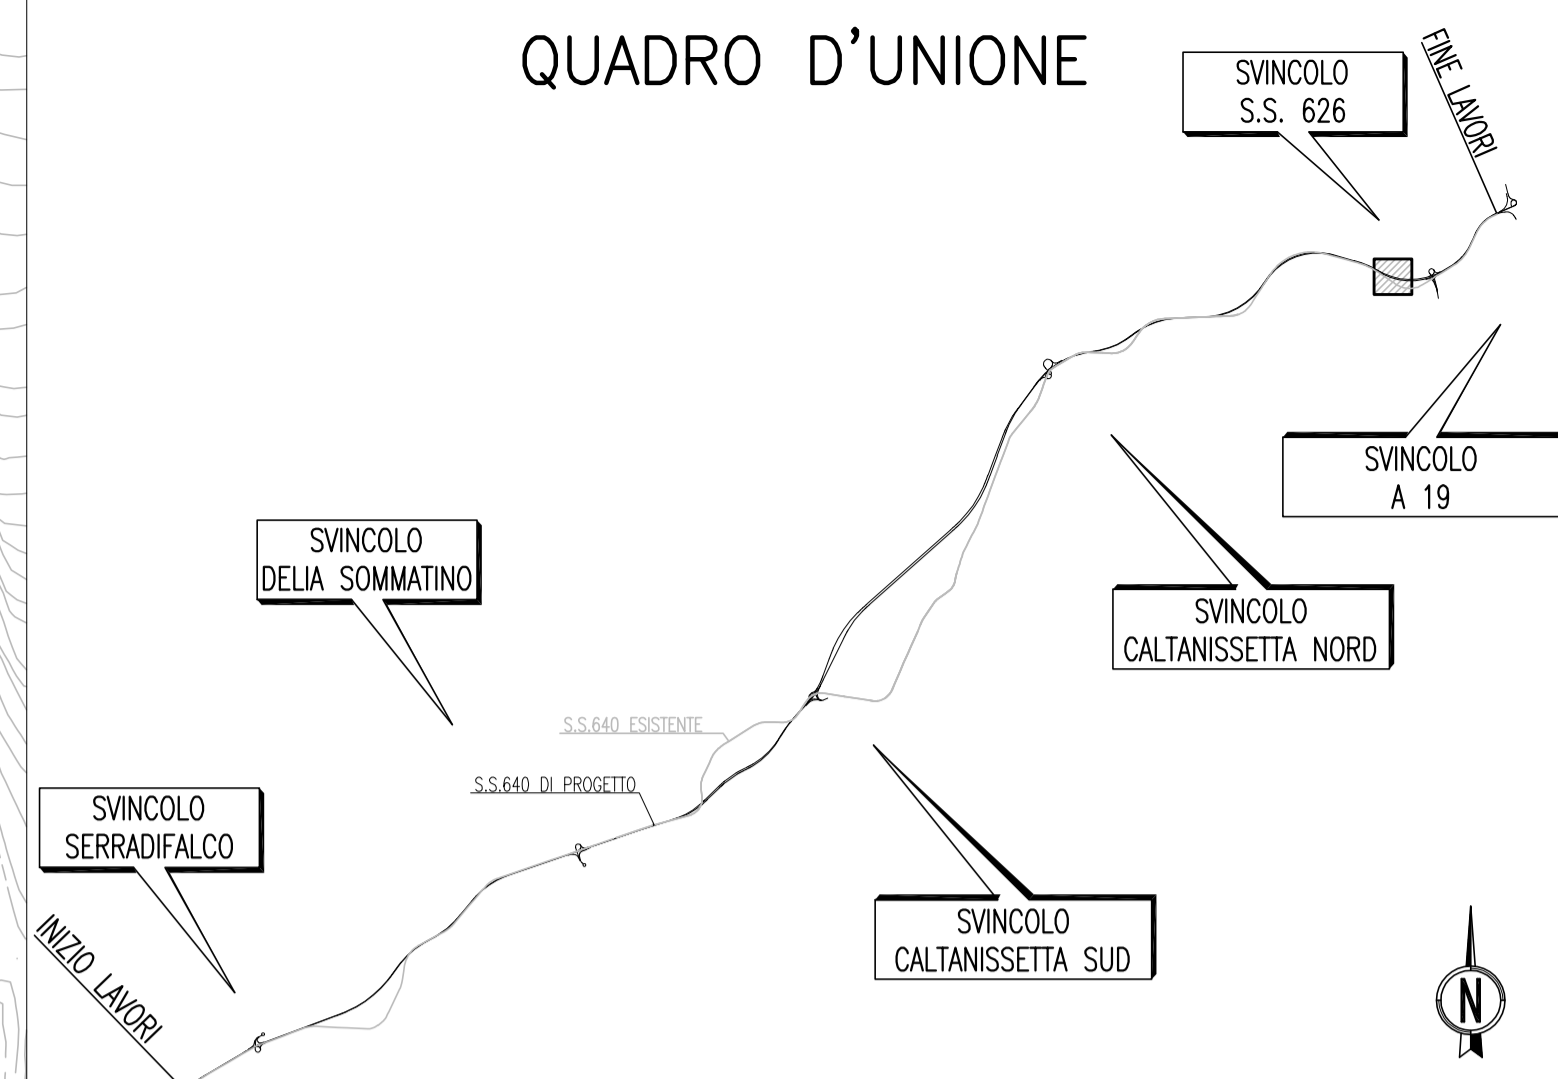 QUADRO D'UNIONE
SVINCOLO
S.S. 626
FINE LAVORI
SVINCOLO
A 19
SVINCOLO
DELIA SOMMATINO
SVINCOLO
CALTANISSETTA NORD
S.S.640 ESISTENTE
S.S.640 DI PROGETTO
SVINCOLO
SERRADIFALCO
SVINCOLO
CALTANISSETTA SUD
INIZIO LAVORI
N